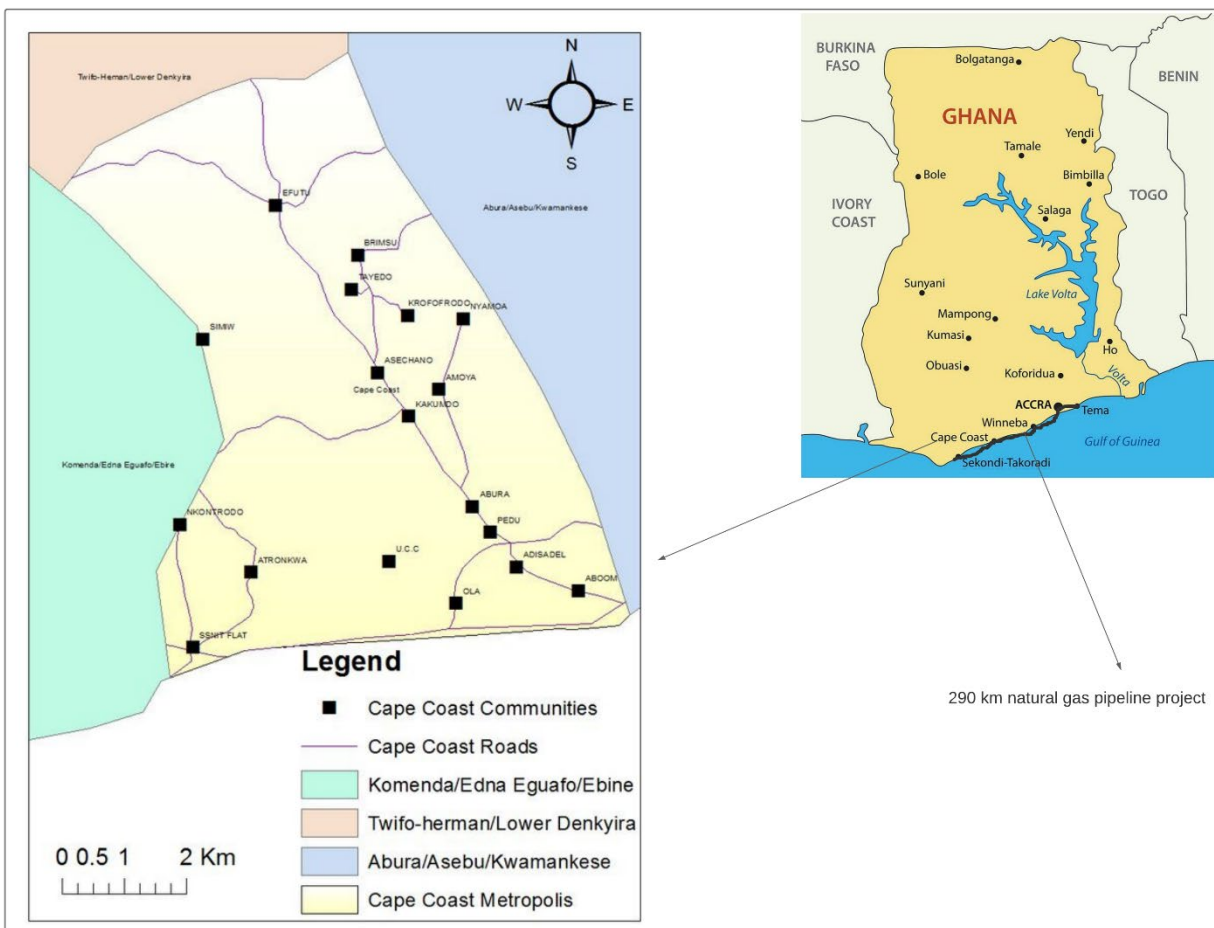 Twifo-Heman/Lower Denkyira
N
W
E
S
EFUTU
Abura/Asebu/Kwamankese
BRIMSU
TAYEDO
KROFOFRODO
NYAMOA
SIMIW
ASECHANO
Cape Coast
AMOYA
KAKUMDO
Komenda/Edna Eguafo/Ebire
NKONTRODO
ABURA
PEDU
U.C.C
ATRONKWA
ADISADEL
ABOOM
OLA
SSNIT FLAT
Legend
Cape Coast Communities
Cape Coast Roads
Komenda/Edna Eguafo/Ebine
Twifo-herman/Lower Denkyira
Abura/Asebu/Kwamankese
Cape Coast Metropolis
0 0.5 1 2 Km
BURKINA
FASO
Bolgatanga
BENIN
GHANA
Yendi
Tamale
Bole
Bimbilla
IVORY
COAST
TOGO
Salaga
Sunyani
Lake Volta
Mampong
Kumasi
Ho
Obuasi
Koforidua
Volta
ACCRA
Tema
Winneba
Cape Coast
Gulf of Guinea
Sekondi-Takoradi
290 km natural gas pipeline project